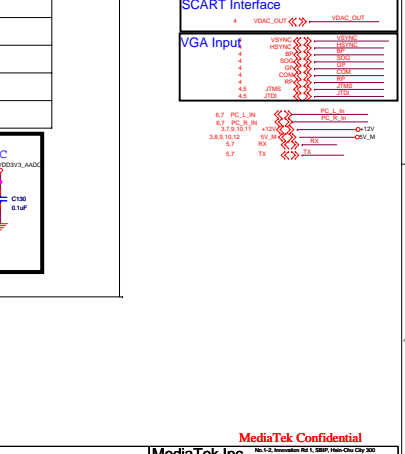 SCART Interface
4 VDAC_OUT VDAC_OUT
VGA Input
4 VSYNC VSYNC
4 HSYNC HSYNC
4 BP BP
4 SOG SOG
4 GP GP
4 COM COM
4 RP RP
4,5 JTMS JTMS
4,5 JTDI JTDI
6,7 PC_L_IN PC_L_In
6,7 PC_R_IN PC_R_In
3,7,9,10,11 +12V +12V
3,8,9,10,12 5V_M 5V_M
5,7 RX RX
5,7 TX TX
C
VDD3V3_AADC
C130
0.1uF
MediaTek Confidential
MediaTek Inc.
No.1-2, Innovation Rd 1, SBIP, Hsin-Chu City 300